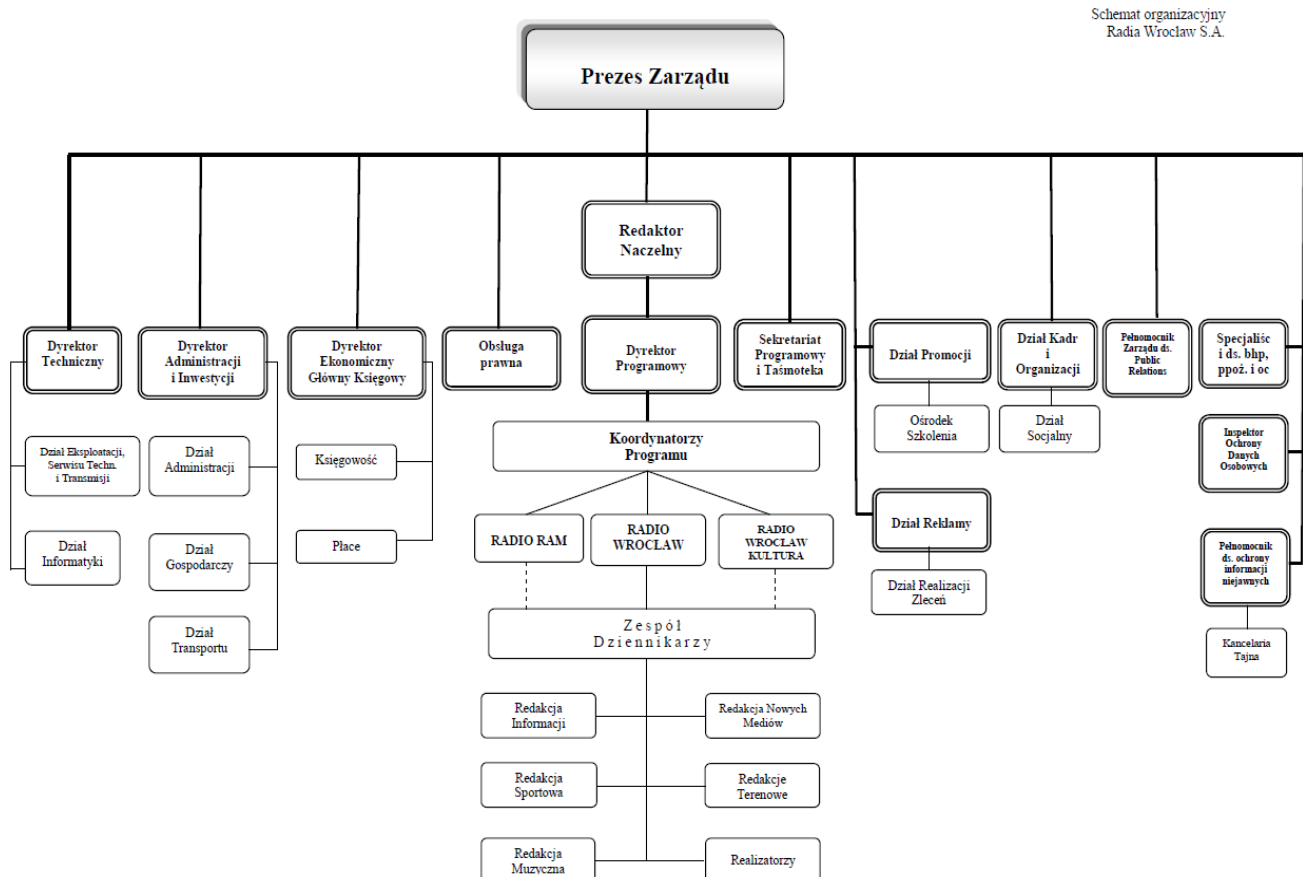 Schemat organizacyjny
Radia Wrocław S.A.
Prezes Zarządu
Redaktor
Naczelny
Dyrektor
Techniczny
Dyrektor
Administracji
i Inwestycji
Dyrektor
Ekonomiczny
Główny Księgowy
Obsługa
prawna
Dyrektor
Programowy
Sekretariat
Programowy
i Taśmoteka
Dział Promocji
Dział Kadr
i
Organizacji
Pełnomocnik
Zarządu ds.
Public
Relations
Specjaliśc
i ds. bhp,
ppoż. i oc
Dział Eksploatacji,
Serwisu Techn.
i Transmisji
Dział
Administracji
Księgowość
Koordynatorzy
Programu
Ośrodek
Szkolenia
Dział
Socjalny
Inspektor
Ochrony
Danych
Osobowych
Dział
Informatyki
Dział
Gospodarczy
Płace
RADIO RAM
RADIO
WROCŁAW
RADIO
WROCŁAW
KULTURA
Dział Reklamy
Pełnomocnik
ds. ochrony
informacji
niejawnych
Dział Realizacji
Zleceń
Dział
Transportu
Zespół
Dziennikarzy
Kancelaria
Tajna
Redakcja
Informacji
Redakcja Nowych
Mediów
Redakcja
Sportowa
Redakcje
Terenowe
Redakcja
Muzyczna
Realizatorzy